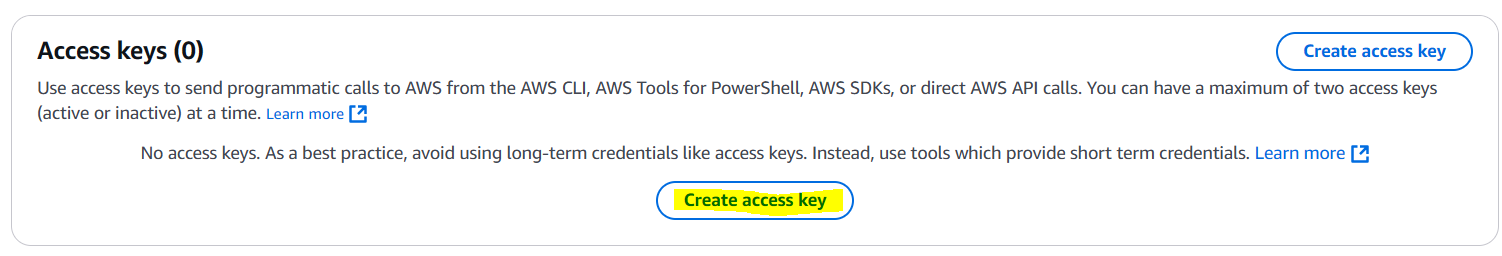 Access keys (0)
Create access key
Use access keys to send programmatic calls to AWS from the AWS CLI, AWS Tools for PowerShell, AWS SDKs, or direct AWS API calls. You can have a maximum of two access keys
(active or inactive) at a time. Learn more
No access keys. As a best practice, avoid using long-term credentials like access keys. Instead, use tools which provide short term credentials. Learn more
Create access key